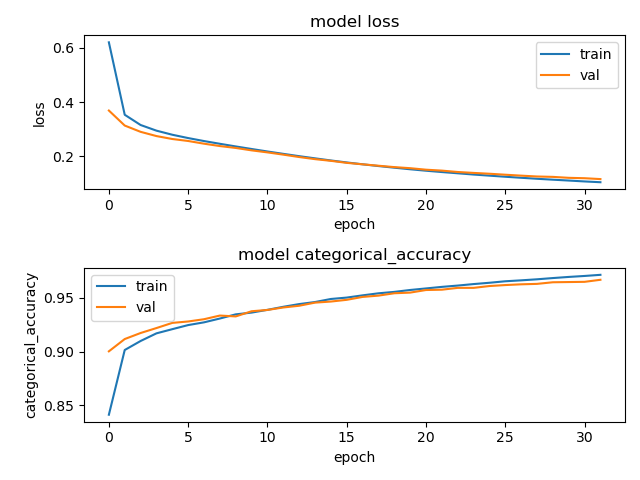 model loss
0.6
0.4
0.2
loss
train
val
0 5 10 15 20 25 30
epoch
model categorical_accuracy
0.95
0.90
0.85
categorical_accuracy
train
val
0 5 10 15 20 25 30
epoch